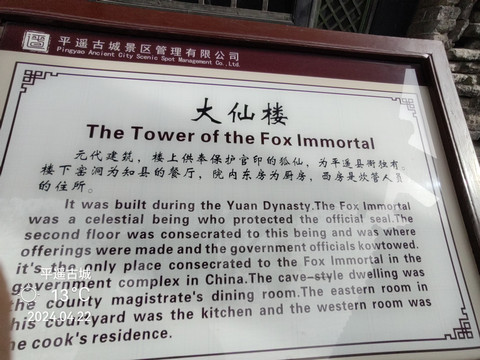 平遥古城景区管理有限公司
Pingyao Ancient City Scenic Spot Management Co.,Ltd.
大仙楼
The Tower of the Fox Immortal
元代建筑，楼上供奉保护官印的狐仙，为平遥县衙独有。
楼下窑洞为知县的餐厅，院内东房为厨房，西房是炊管人员
的住所。
It was built during the Yuan Dynasty.The Fox Immortal
was a celestial being who protected the official seal.The
second floor was consecrated to this being and was where
offerings were made and the government officials kowtowed.
it's the only place consecrated to the Fox Immortal in the
government complex in China.The cave-style dwelling was
the county magistrate's dining room.The eastern room in
his courtyard was the kitchen and the western room was
he cook's residence.
平遥古城
13°C
2024.04.22